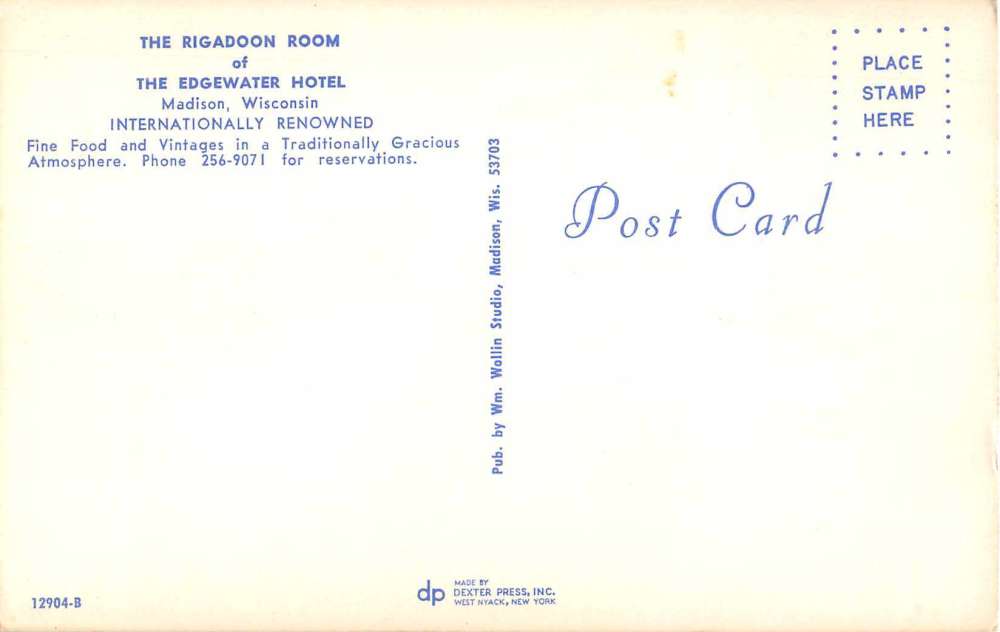 THE RIGADOON ROOM
of
THE EDGEWATER HOTEL
Madison, Wisconsin
INTERNATIONALLY RENOWNED
Fine Food and Vintages in a Traditionally Gracious
Atmosphere. Phone 256-9071 for reservations.
Pub. by Wm. Wollin Studio, Madison, Wis. 53703
PLACE
STAMP
HERE
Post Card
12904-B
dp
MADE BY
DEXTER PRESS, INC.
WEST NYACK, NEW YORK